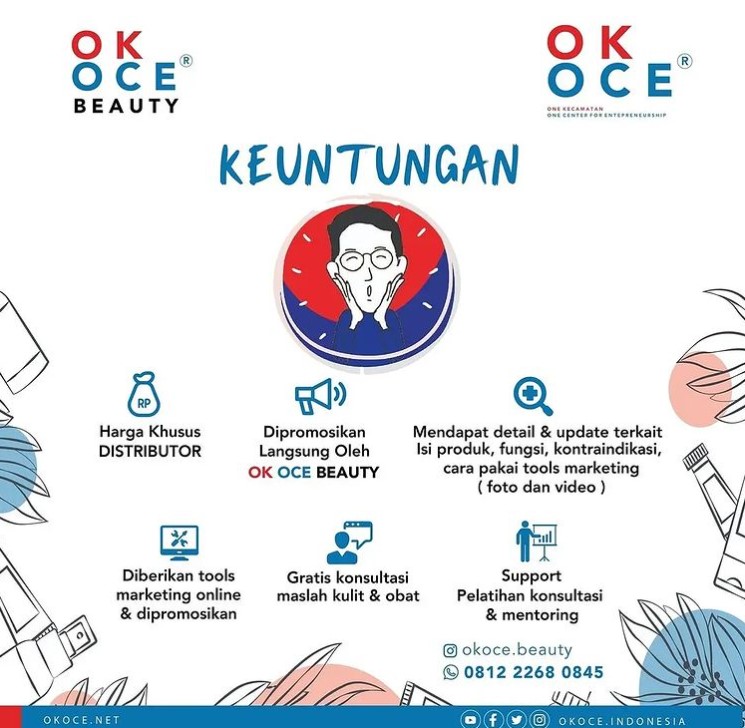 OK
OCE®
BEAUTY
OK
OCE®
ONE KECAMATAN
ONE CENTER FOR ENTEPRENEURSHIP
KEUNTUNGAN
RP
Harga Khusus
DISTRIBUTOR
Dipromosikan
Langsung Oleh
OK OCE BEAUTY
Mendapat detail & update terkait
Isi produk, fungsi, kontraindikasi,
cara pakai tools marketing
( foto dan video )
Diberikan tools
marketing online
& dipromosikan
Gratis konsultasi
maslah kulit & obat
Support
Pelatihan konsultasi
& mentoring
okoce.beauty
0812 2268 0845
OKOCE.NET
OKOCE.INDONESIA